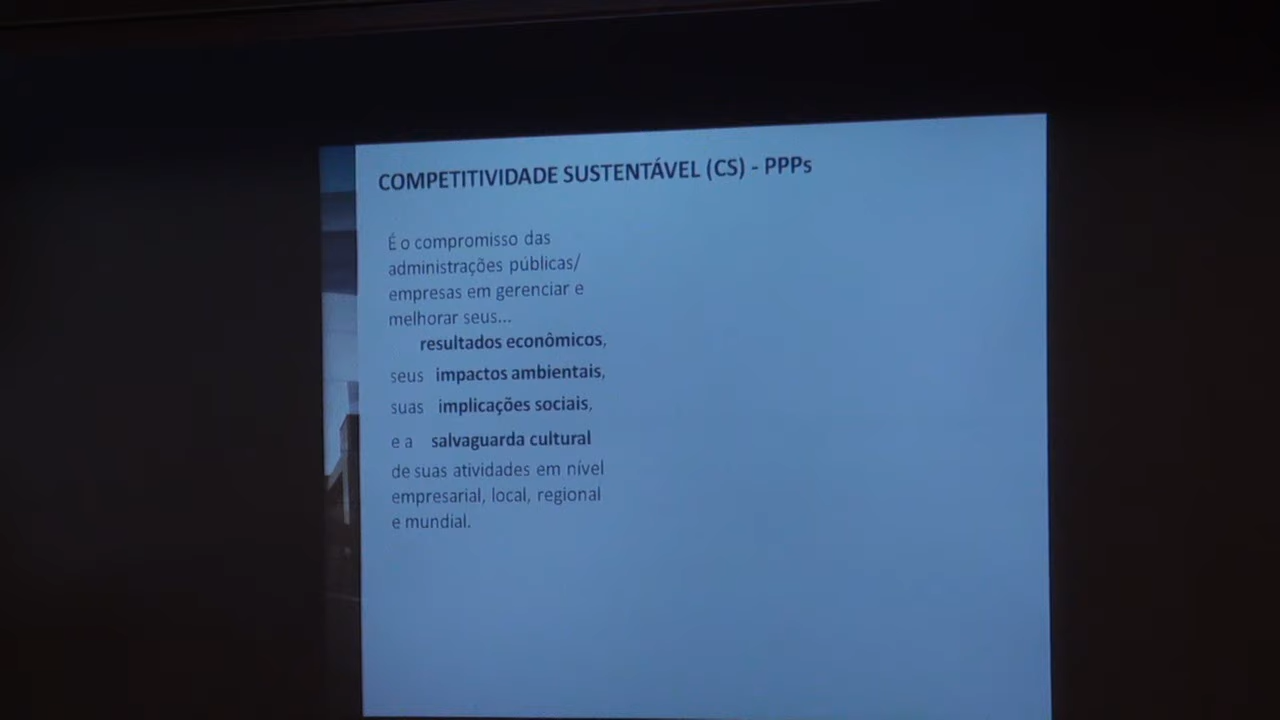 COMPETITIVIDADE SUSTENTÁVEL (CS) - PPPs
É o compromisso das
administrações públicas/
empresas em gerenciar e
melhorar seus...
resultados econômicos,
seus impactos ambientais,
suas implicações sociais,
e a salvaguarda cultural
de suas atividades em nível
empresarial, local, regional
e mundial.